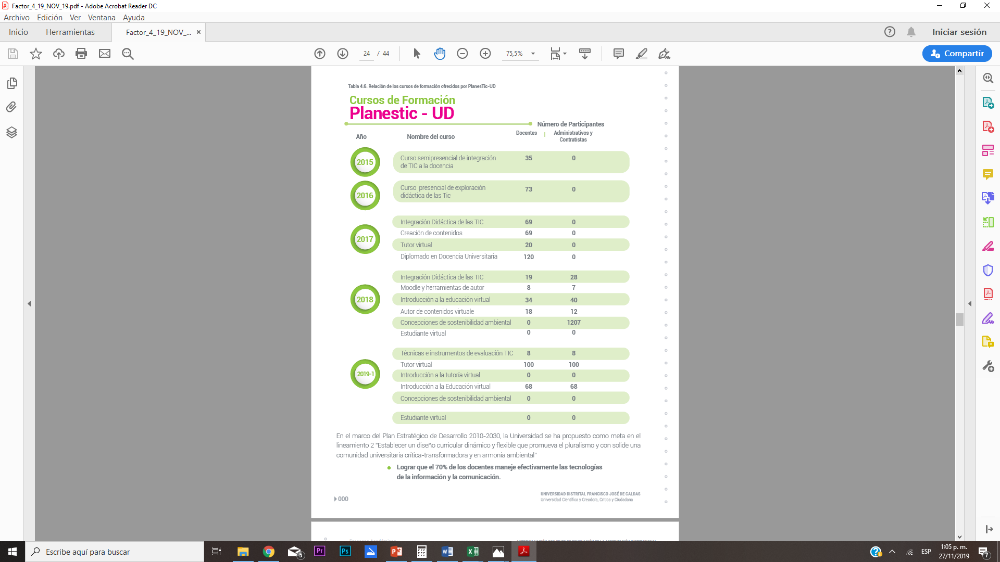 Factor_4_19_NOV_19.pdf - Adobe Acrobat Reader DC
Archivo Edición Ver Ventana Ayuda
Inicio Herramientas Factor_4_19_NOV_... × Iniciar sesión
24 / 44 75,5% Compartir
Tabla 4.6. Relación de los cursos de formación ofrecidos por PlanesTic-UD
Cursos de Formación
Planestic - UD
Número de Participantes
Año Nombre del curso Docentes Administrativos y
Contratistas
2015 Curso semipresencial de integración 35 0
de TIC a la docencia
2016 Curso presencial de exploración 73 0
didáctica de las Tic
2017
Integración Didáctica de las TIC 69 0
Creación de contenidos 69 0
Tutor virtual 20 0
Diplomado en Docencia Universitaria 120 0
2018
Integración Didáctica de las TIC 19 28
Moodle y herramientas de autor 8 7
Introducción a la educación virtual 34 40
Autor de contenidos virtuale 18 12
Concepciones de sostenibilidad ambiental 0 1207
Estudiante virtual 0 0
2019-1
Técnicas e instrumentos de evaluación TIC 8 8
Tutor virtual 100 100
Introducción a la tutoría virtual 0 0
Introducción a la Educación virtual 68 68
Concepciones de sostenibilidad ambiental 0 0
Estudiante virtual 0 0
En el marco del Plan Estratégico de Desarrollo 2018-2030, la Universidad se ha propuesto como meta en el
lineamiento 2 “Establecer un diseño curricular dinámico y flexible que promueva el pluralismo y con solide una
comunidad universitaria crítica-transformadora y en armonía ambiental”
Lograr que el 70% de los docentes maneje efectivamente las tecnologías
de la información y la comunicación.
000
UNIVERSIDAD DISTRITAL FRANCISCO JOSÉ DE CALDAS
Universidad Científica y Creadora, Crítica y Ciudadana
Escribe aquí para buscar
5
Pr
Ps
ESP
1:05 p. m.
27/11/2019
7